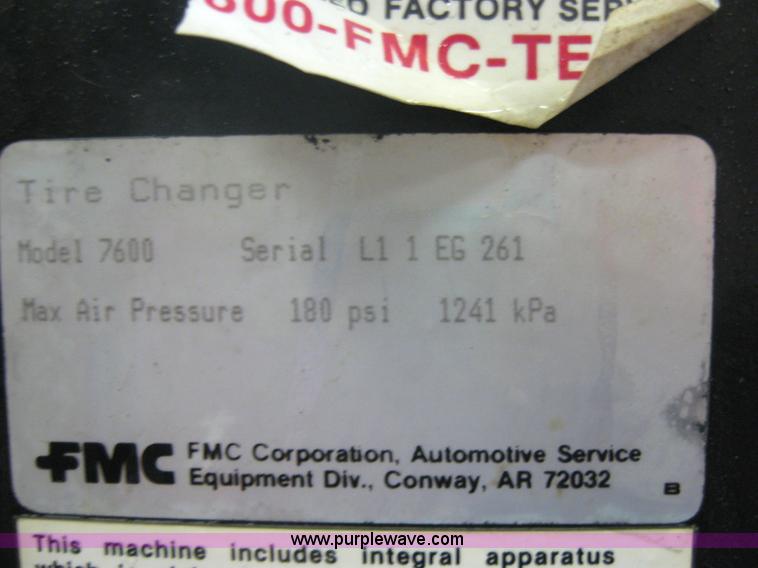 FACTORY
800-FMC-TE
Tire Changer
Model 7600 Serial L1 1 EG 261
Max Air Pressure 180 psi 1241 kPa
FMC FMC Corporation, Automotive Service
Equipment Div., Conway, AR 72032
B
www.purplewave.com
This machine includes integral apparatus